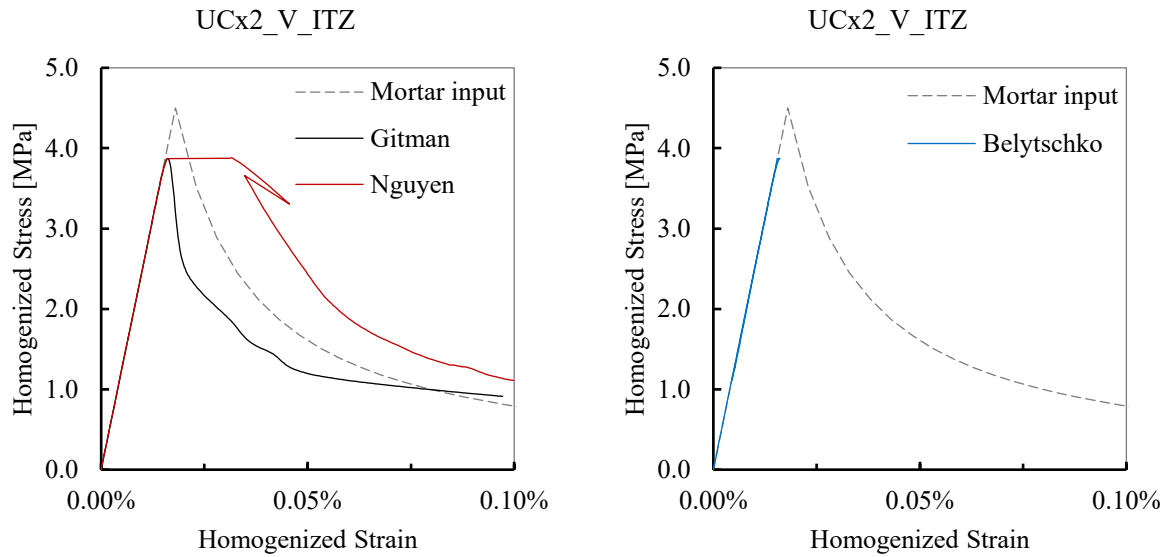 UCx2_V_ITZ
5.0
4.0
3.0
2.0
1.0
0.0
Homogenized Stress [MPa]
Mortar input
Gitman
Nguyen
0.00%
0.05%
0.10%
Homogenized Strain
UCx2_V_ITZ
5.0
4.0
3.0
2.0
1.0
0.0
Homogenized Stress [MPa]
Mortar input
Belytschko
0.00%
0.05%
0.10%
Homogenized Strain